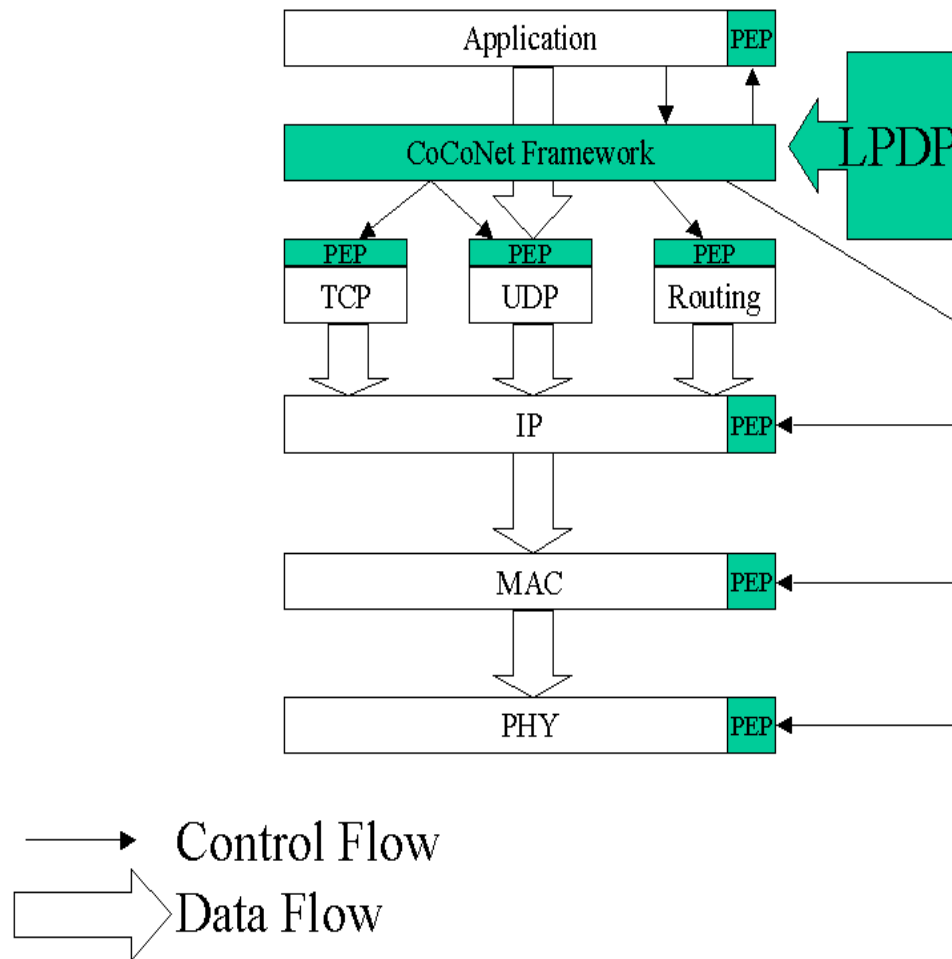 Application PEP
CoCoNet Framework
LPDP
PEP PEP PEP
TCP UDP Routing
IP PEP
MAC PEP
PHY PEP
Control Flow
Data Flow